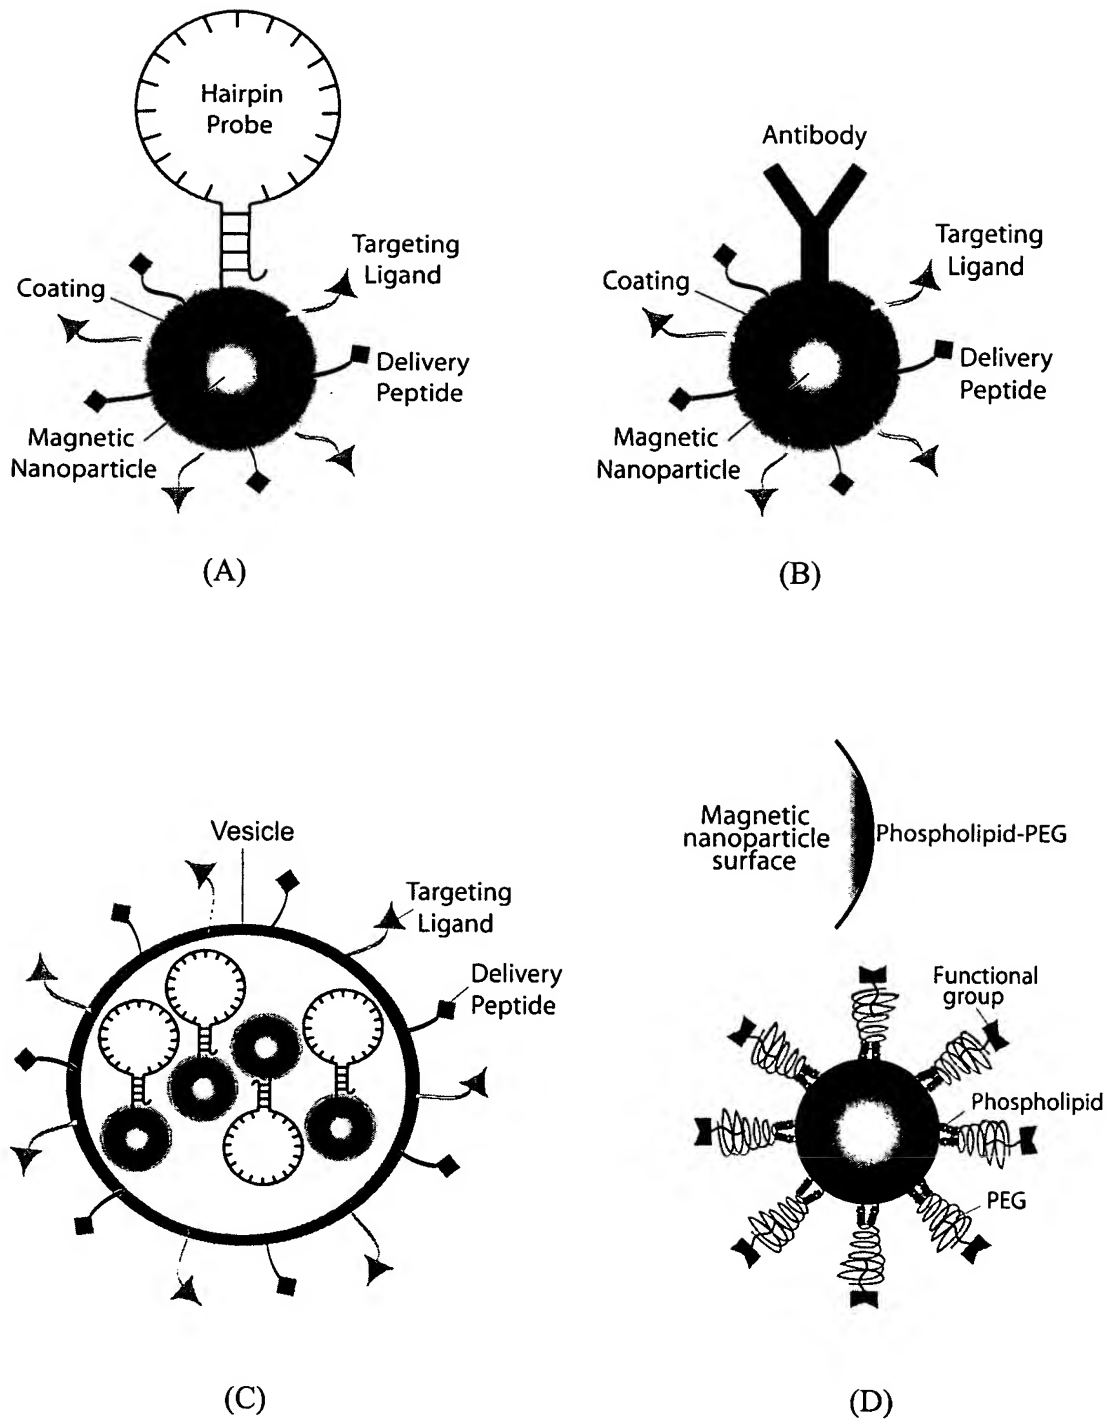 Hairpin
Probe
Targeting
Ligand
Coating
Delivery
Peptide
Magnetic
Nanoparticle
(A)
Antibody
Targeting
Ligand
Coating
Delivery
Peptide
Magnetic
Nanoparticle
(B)
Vesicle
Targeting
Ligand
Delivery
Peptide
(C)
Magnetic
nanoparticle
surface
Phospholipid-PEG
Functional
group
Phospholipid
PEG
(D)